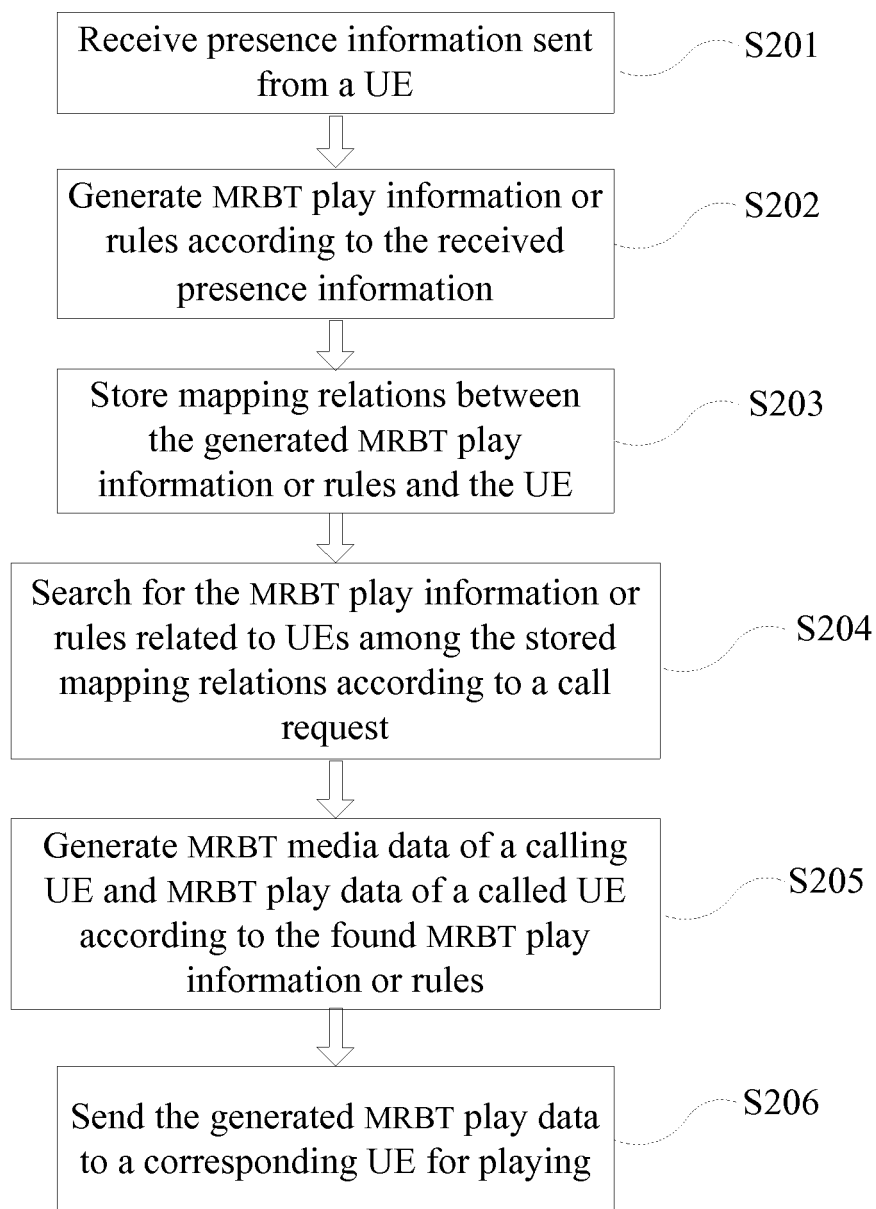 Receive presence information sent
from a UE
S201
Generate MRBT play information or
rules according to the received
presence information
S202
Store mapping relations between
the generated MRBT play
information or rules and the UE
S203
Search for the MRBT play information or
rules related to UEs among the stored
mapping relations according to a call
request
S204
Generate MRBT media data of a calling
UE and MRBT play data of a called UE
according to the found MRBT play
information or rules
S205
Send the generated MRBT play data
to a corresponding UE for playing
S206